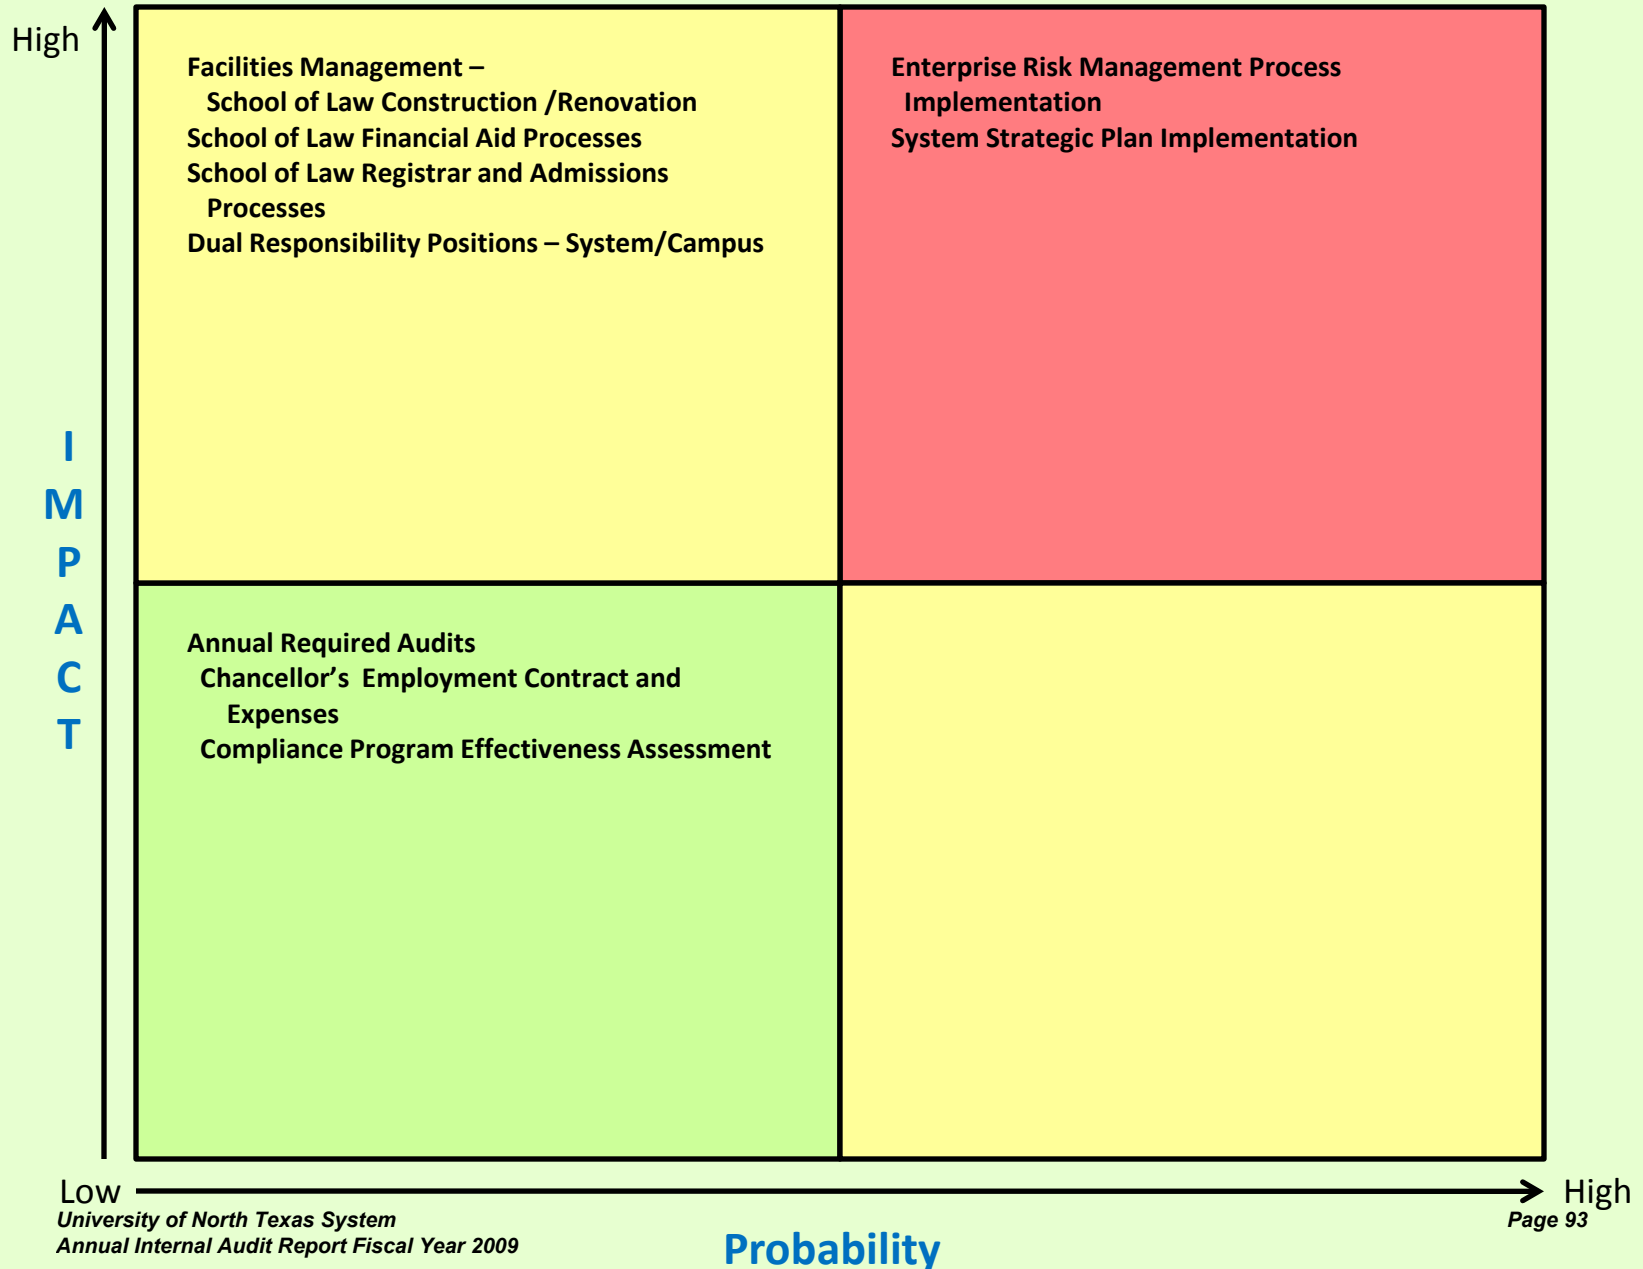 High
Facilities Management –
School of Law Construction /Renovation
School of Law Financial Aid Processes
School of Law Registrar and Admissions
Processes
Dual Responsibility Positions – System/Campus
Enterprise Risk Management Process
Implementation
System Strategic Plan Implementation
I
M
P
A
C
T
Annual Required Audits
Chancellor’s  Employment Contract and
Expenses
Compliance Program Effectiveness Assessment
Low
High
University of North Texas System
Annual Internal Audit Report Fiscal Year 2009
Probability
Page 93